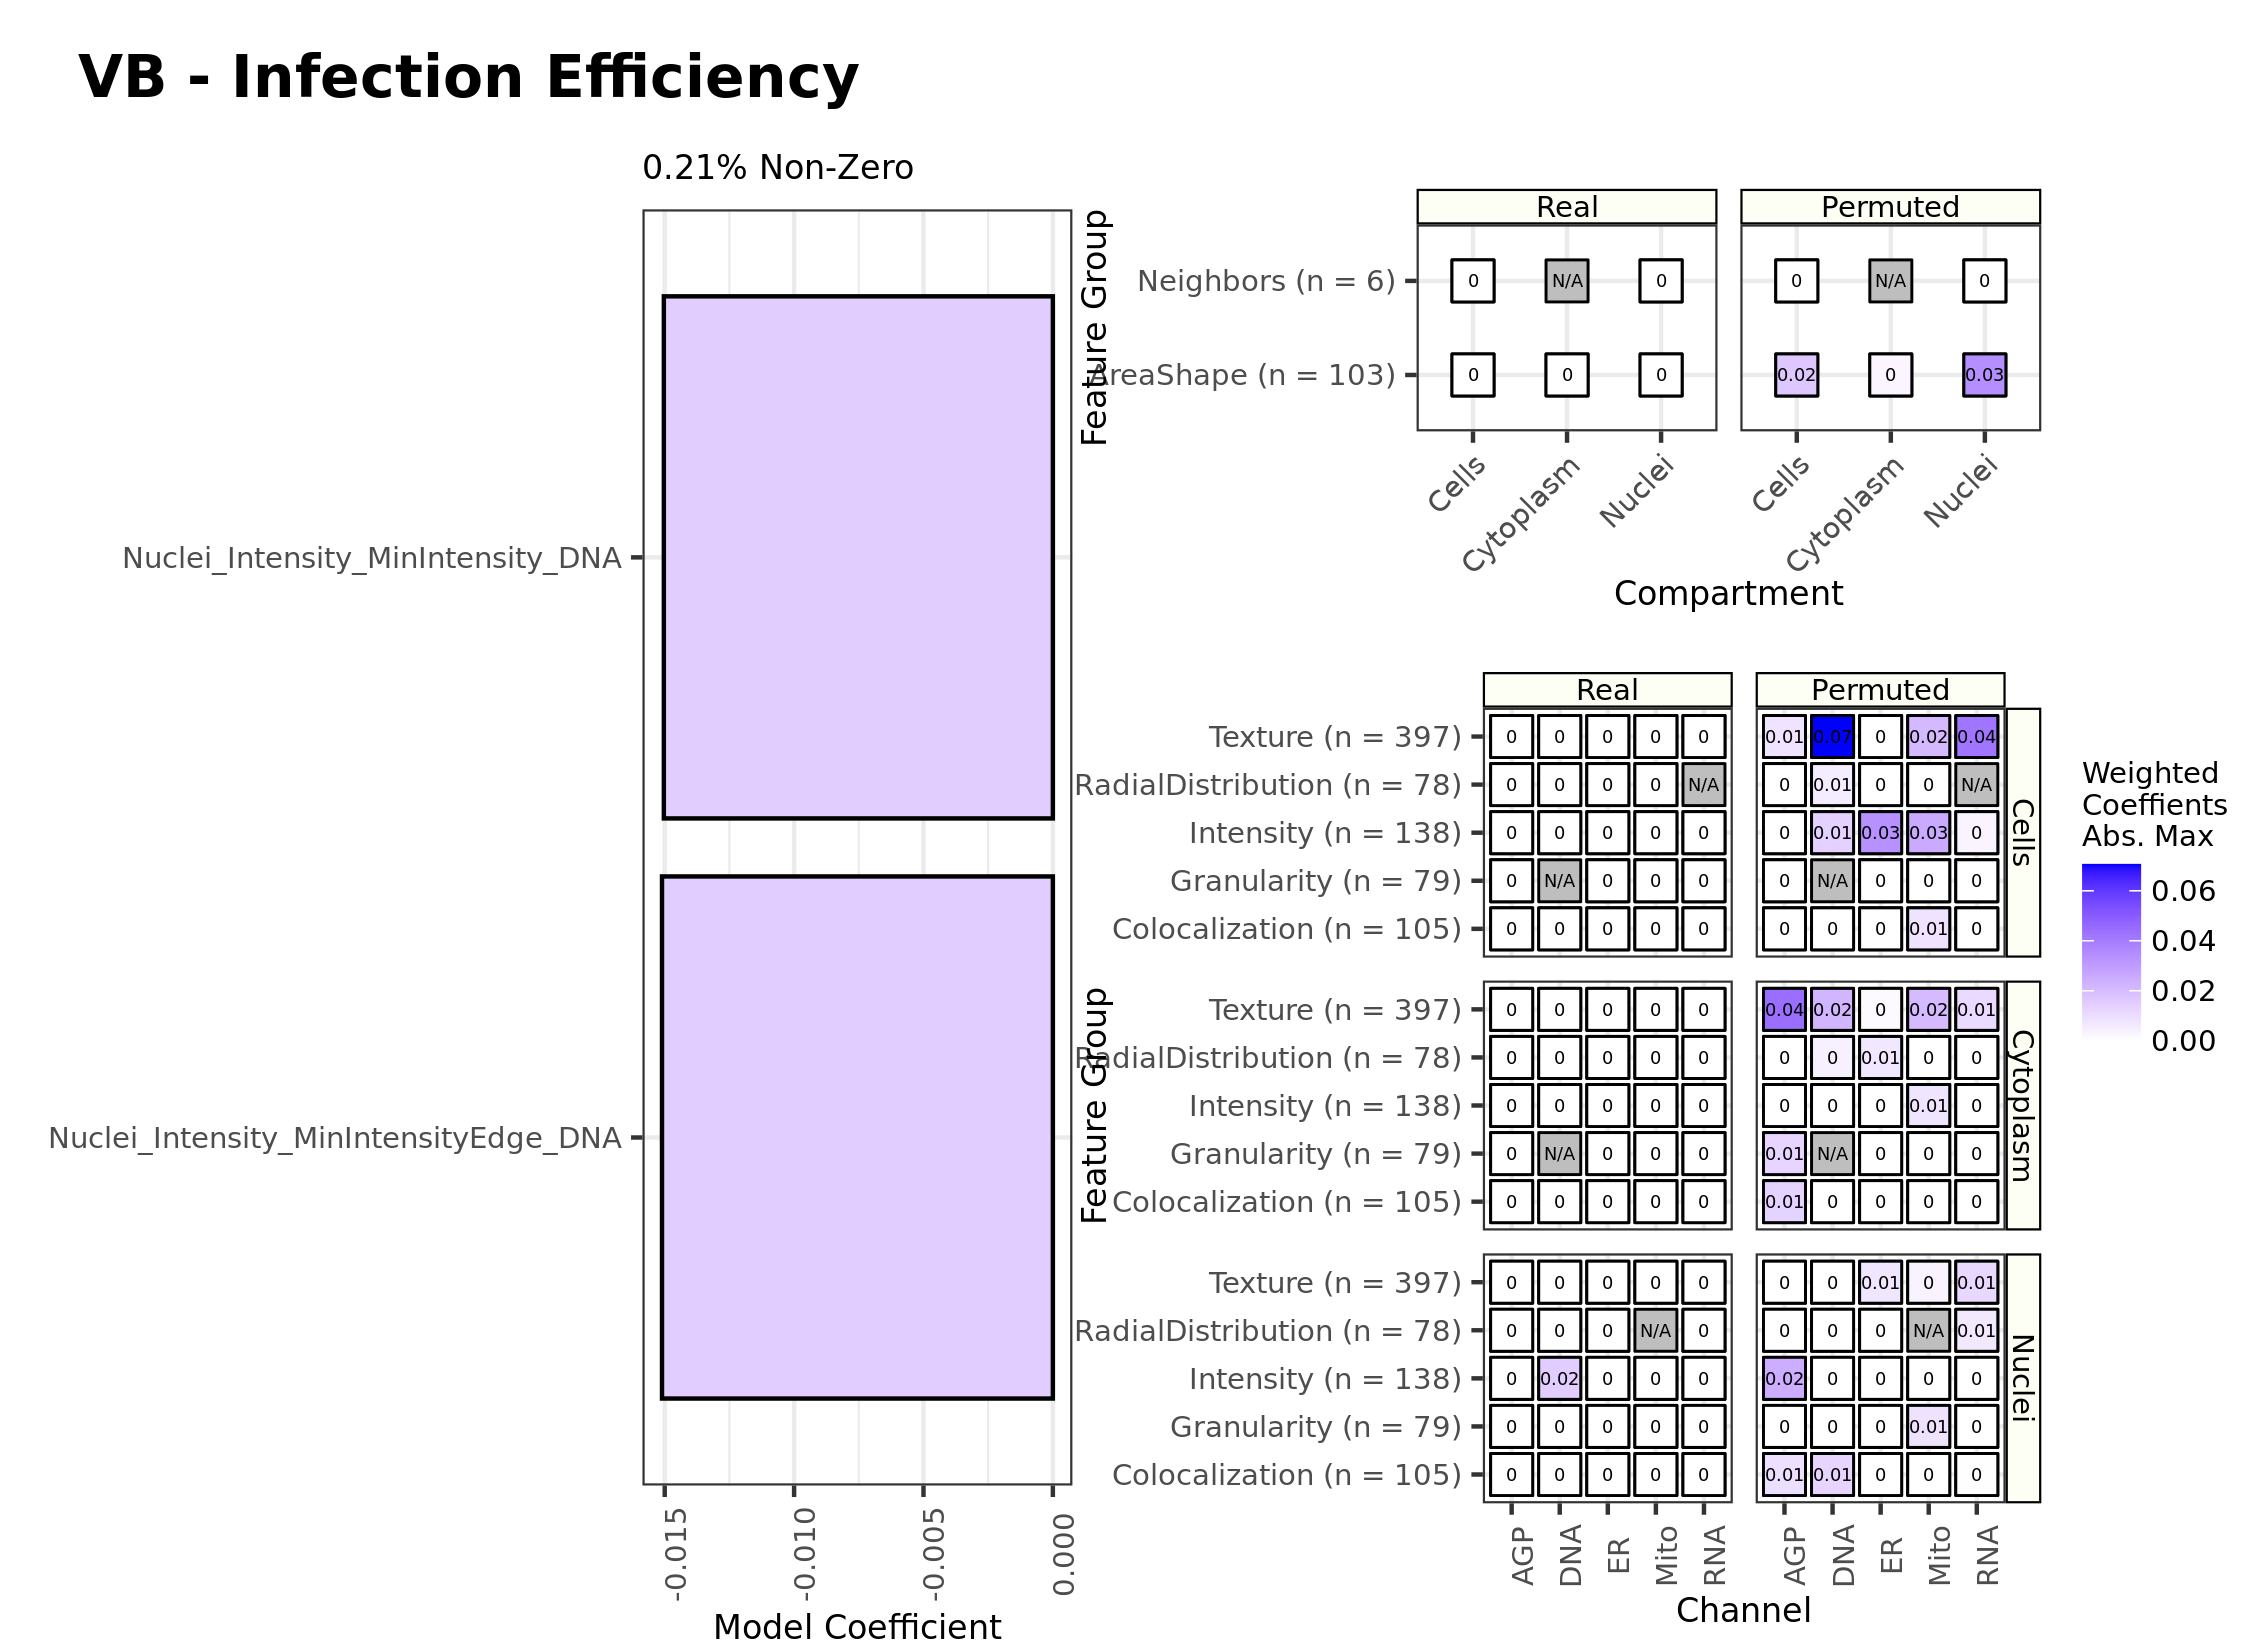 VB - Infection Efficiency
0.21% Non-Zero
Nuclei_Intensity_MinIntensity_DNA
Nuclei_Intensity_MinIntensityEdge_DNA
-0.015 -0.010 -0.005 0.000
Model Coefficient
Feature Group
Real Permuted
Neighbors (n = 6) 0 N/A 0 0 N/A 0
AreaShape (n = 103) 0 0 0 0.02 0 0.03
Cells Cytoplasm Nuclei Cells Cytoplasm Nuclei
Compartment
Feature Group
Real Permuted
Texture (n = 397) 0 0 0 0 0 0.01 0.07 0 0.02 0.04
RadialDistribution (n = 78) 0 0 0 0 N/A 0 0.01 0 0 N/A
Intensity (n = 138) 0 0 0 0 0 0 0.01 0.03 0.03 0
Granularity (n = 79) 0 N/A 0 0 0 0 N/A 0 0 0
Colocalization (n = 105) 0 0 0 0 0 0 0 0 0.01 0
Cells
Texture (n = 397) 0 0 0 0 0 0.04 0.02 0 0.02 0.01
RadialDistribution (n = 78) 0 0 0 0 0 0 0 0.01 0 0
Intensity (n = 138) 0 0 0 0 0 0 0 0 0.01 0
Granularity (n = 79) 0 N/A 0 0 0 0.01 N/A 0 0 0
Colocalization (n = 105) 0 0 0 0 0 0.01 0 0 0 0
Cytoplasm
Texture (n = 397) 0 0 0 0 0 0 0 0.01 0 0.01
RadialDistribution (n = 78) 0 0 0 N/A 0 0 0 0 N/A 0.01
Intensity (n = 138) 0 0.02 0 0 0 0.02 0 0 0 0
Granularity (n = 79) 0 0 0 0 0 0 0 0 0.01 0
Colocalization (n = 105) 0 0 0 0 0 0.01 0.01 0 0 0
Nuclei
AGP DNA ER Mito RNA AGP DNA ER Mito RNA
Channel
Weighted
Coeffients
Abs. Max
0.06
0.04
0.02
0.00